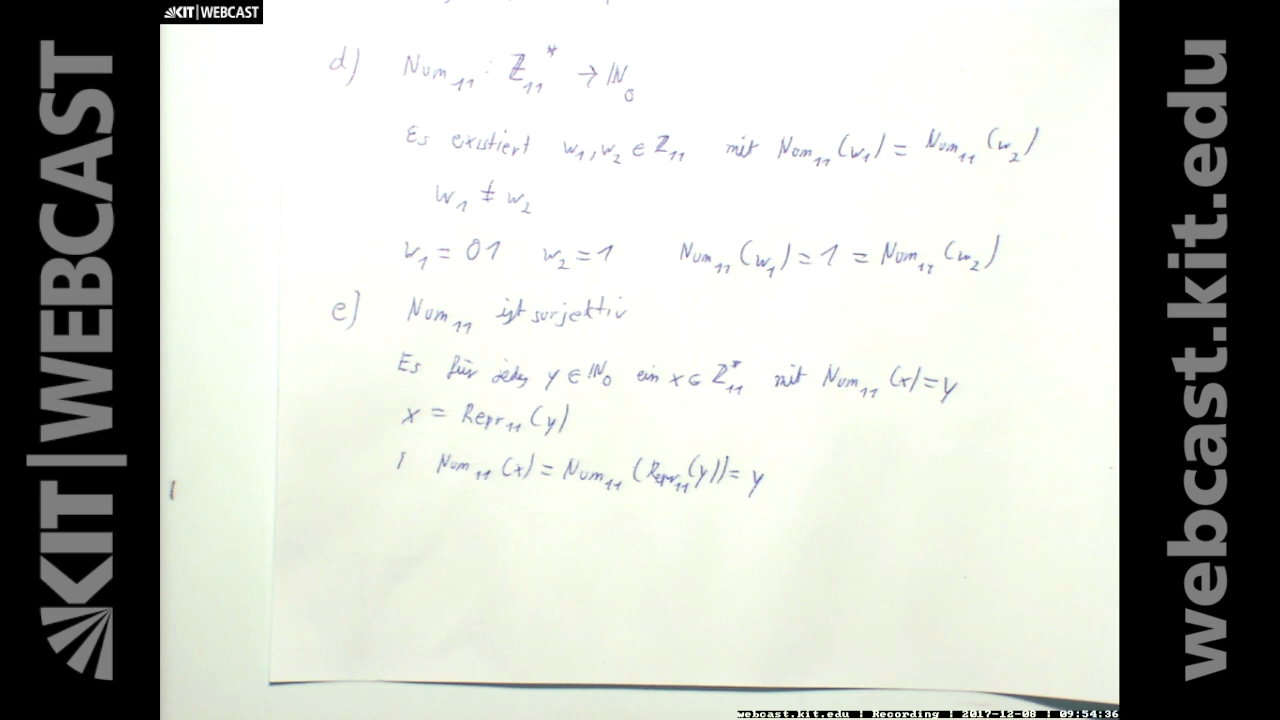 KIT|WEBCAST
KIT|WEBCAST
d) Num₁₁ : ℤ₁₁* → ℕ₀
Es existiert w₁, w₂ ∈ ℤ₁₁ mit Num₁₁(w₁) = Num₁₁(w₂)
w₁ ≠ w₂
w₁ = 01 w₂ = 1 Num₁₁(w₁) = 1 = Num₁₁(w₂)
e) Num₁₁ ist surjektiv
Es für jedes y ∈ ℕ₀ ein x ∈ ℤ₁₁* mit Num₁₁(x) = y
x = Repr₁₁(y)
Num₁₁(x) = Num₁₁(Repr₁₁(y)) = y
webcast.kit.edu
webcast.kit.edu | Recording | 2017-12-08 | 09:54:36